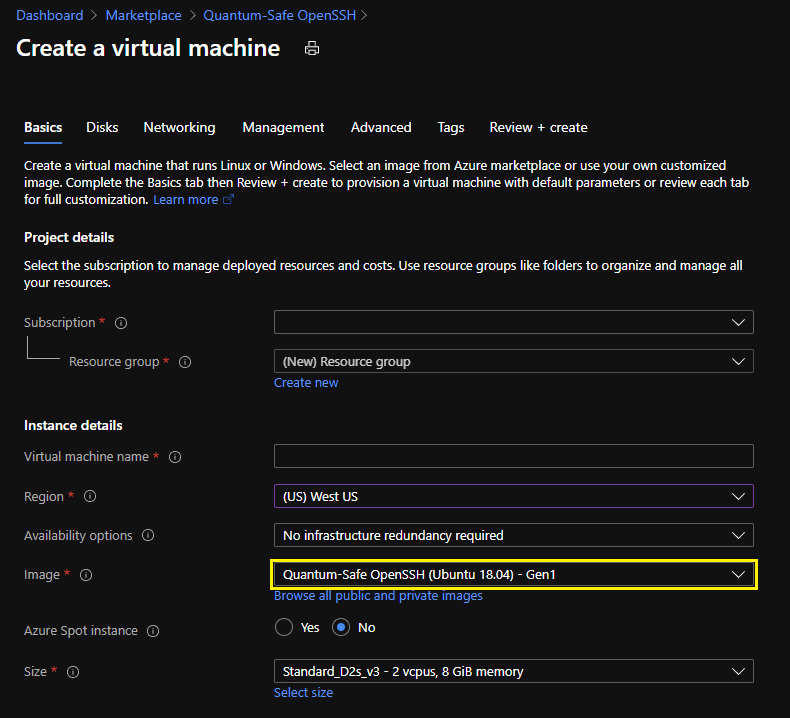 Dashboard > Marketplace > Quantum-Safe OpenSSH >
Create a virtual machine
Basics Disks Networking Management Advanced Tags Review + create
Create a virtual machine that runs Linux or Windows. Select an image from Azure marketplace or use your own customized
image. Complete the Basics tab then Review + create to provision a virtual machine with default parameters or review each tab
for full customization. Learn more
Project details
Select the subscription to manage deployed resources and costs. Use resource groups like folders to organize and manage all
your resources.
Subscription *
Resource group * (New) Resource group
Create new
Instance details
Virtual machine name *
Region * (US) West US
Availability options No infrastructure redundancy required
Image * Quantum-Safe OpenSSH (Ubuntu 18.04) - Gen1
Browse all public and private images
Azure Spot instance Yes No
Size * Standard_D2s_v3 - 2 vcpus, 8 GiB memory
Select size